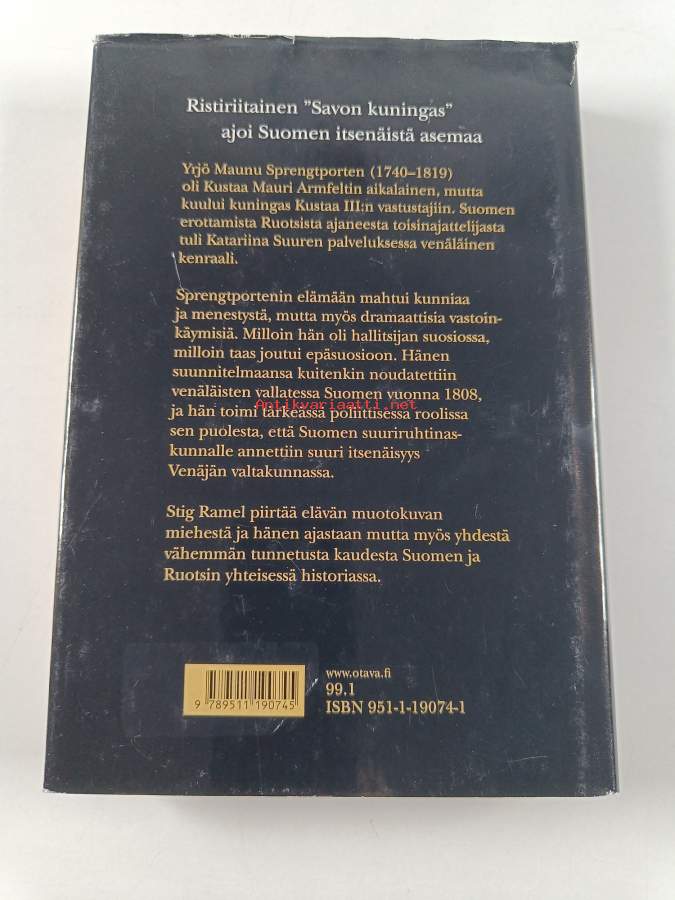 Ristiriitainen ”Savon kuningas”
ajoi Suomen itsenäistä asemaa
Yrjö Maunu Sprengtporten (1740–1819)
oli Kustaa Mauri Armfeltin aikalainen, mutta
kuului kuningas Kustaa III:n vastustajiin. Suomen
erottamista Ruotsista ajaneesta toisinajattelijasta
tuli Katariina Suuren palveluksessa venäläinen
kenraali.
Sprengtportenin elämään mahtui kunniaa
ja menestystä, mutta myös dramaattisia vastoin-
käymisiä. Milloin hän oli hallitsijan suosiossa,
milloin taas joutui epäsuosioon. Hänen
suunnitelmaansa kuitenkin noudatettiin
venäläisten vallatessa Suomen vuonna 1808,
Antikvariaatti.net
ja hän toimi tärkeässä poliittisessa roolissa
sen puolesta, että Suomen suuriruhtinas-
kunnalle annettiin suuri itsenäisyys
Venäjän valtakunnassa.
Stig Ramel piirtää elävän muotokuvan
miehestä ja hänen ajastaan mutta myös yhdestä
vähemmän tunnetusta kaudesta Suomen ja
Ruotsin yhteisessä historiassa.
www.otava.fi
99.1
ISBN 951-1-19074-1
9 789511 190745